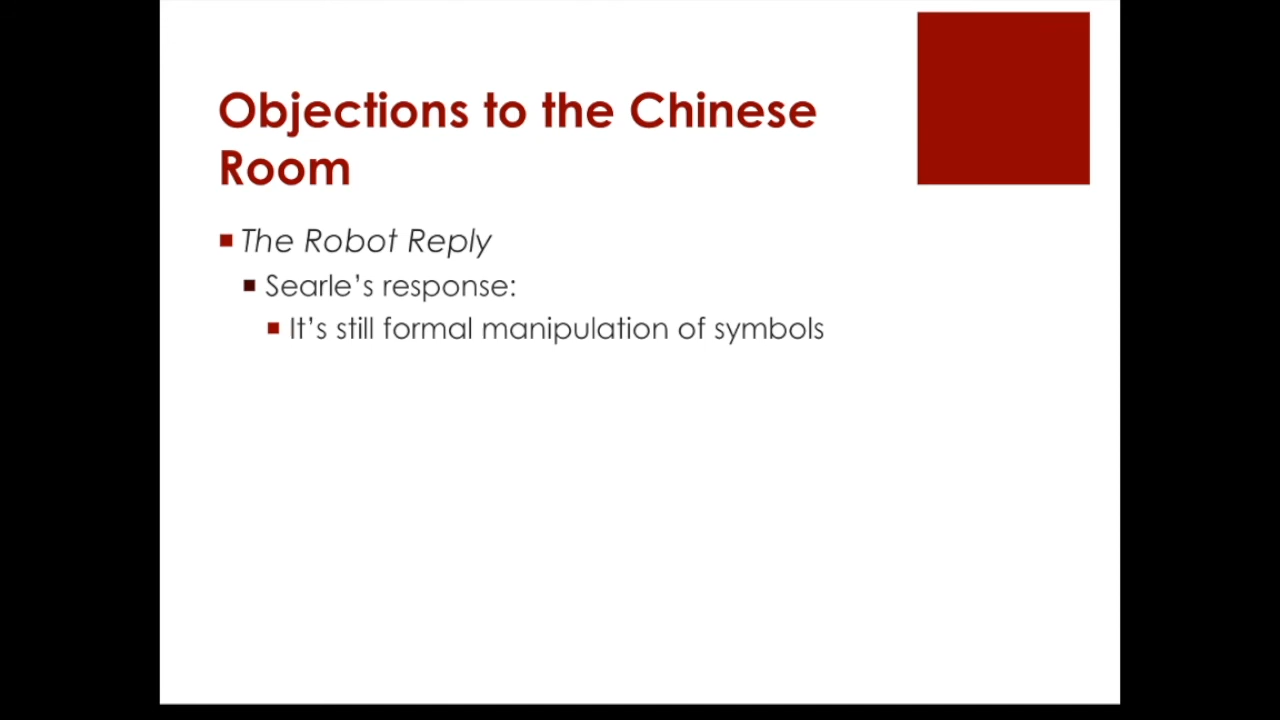 Objections to the Chinese
Room
The Robot Reply
Searle’s response:
It’s still formal manipulation of symbols